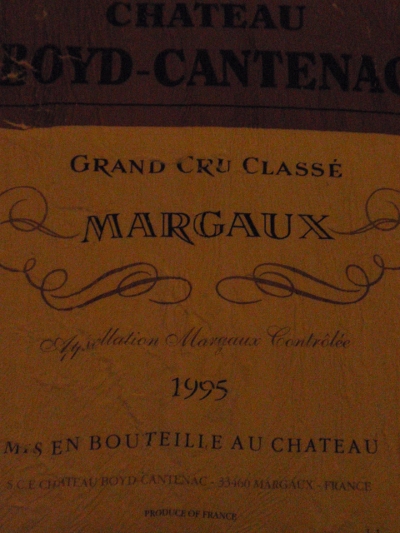 CHATEAU
BOYD-CANTENAC
GRAND CRU CLASSÉ
MARGAUX
Appellation Margaux Contrôlée
1995
MIS EN BOUTEILLE AU CHATEAU
S.C.E CHATEAU BOYD-CANTENAC - 33460 MARGAUX - FRANCE
PRODUCE OF FRANCE